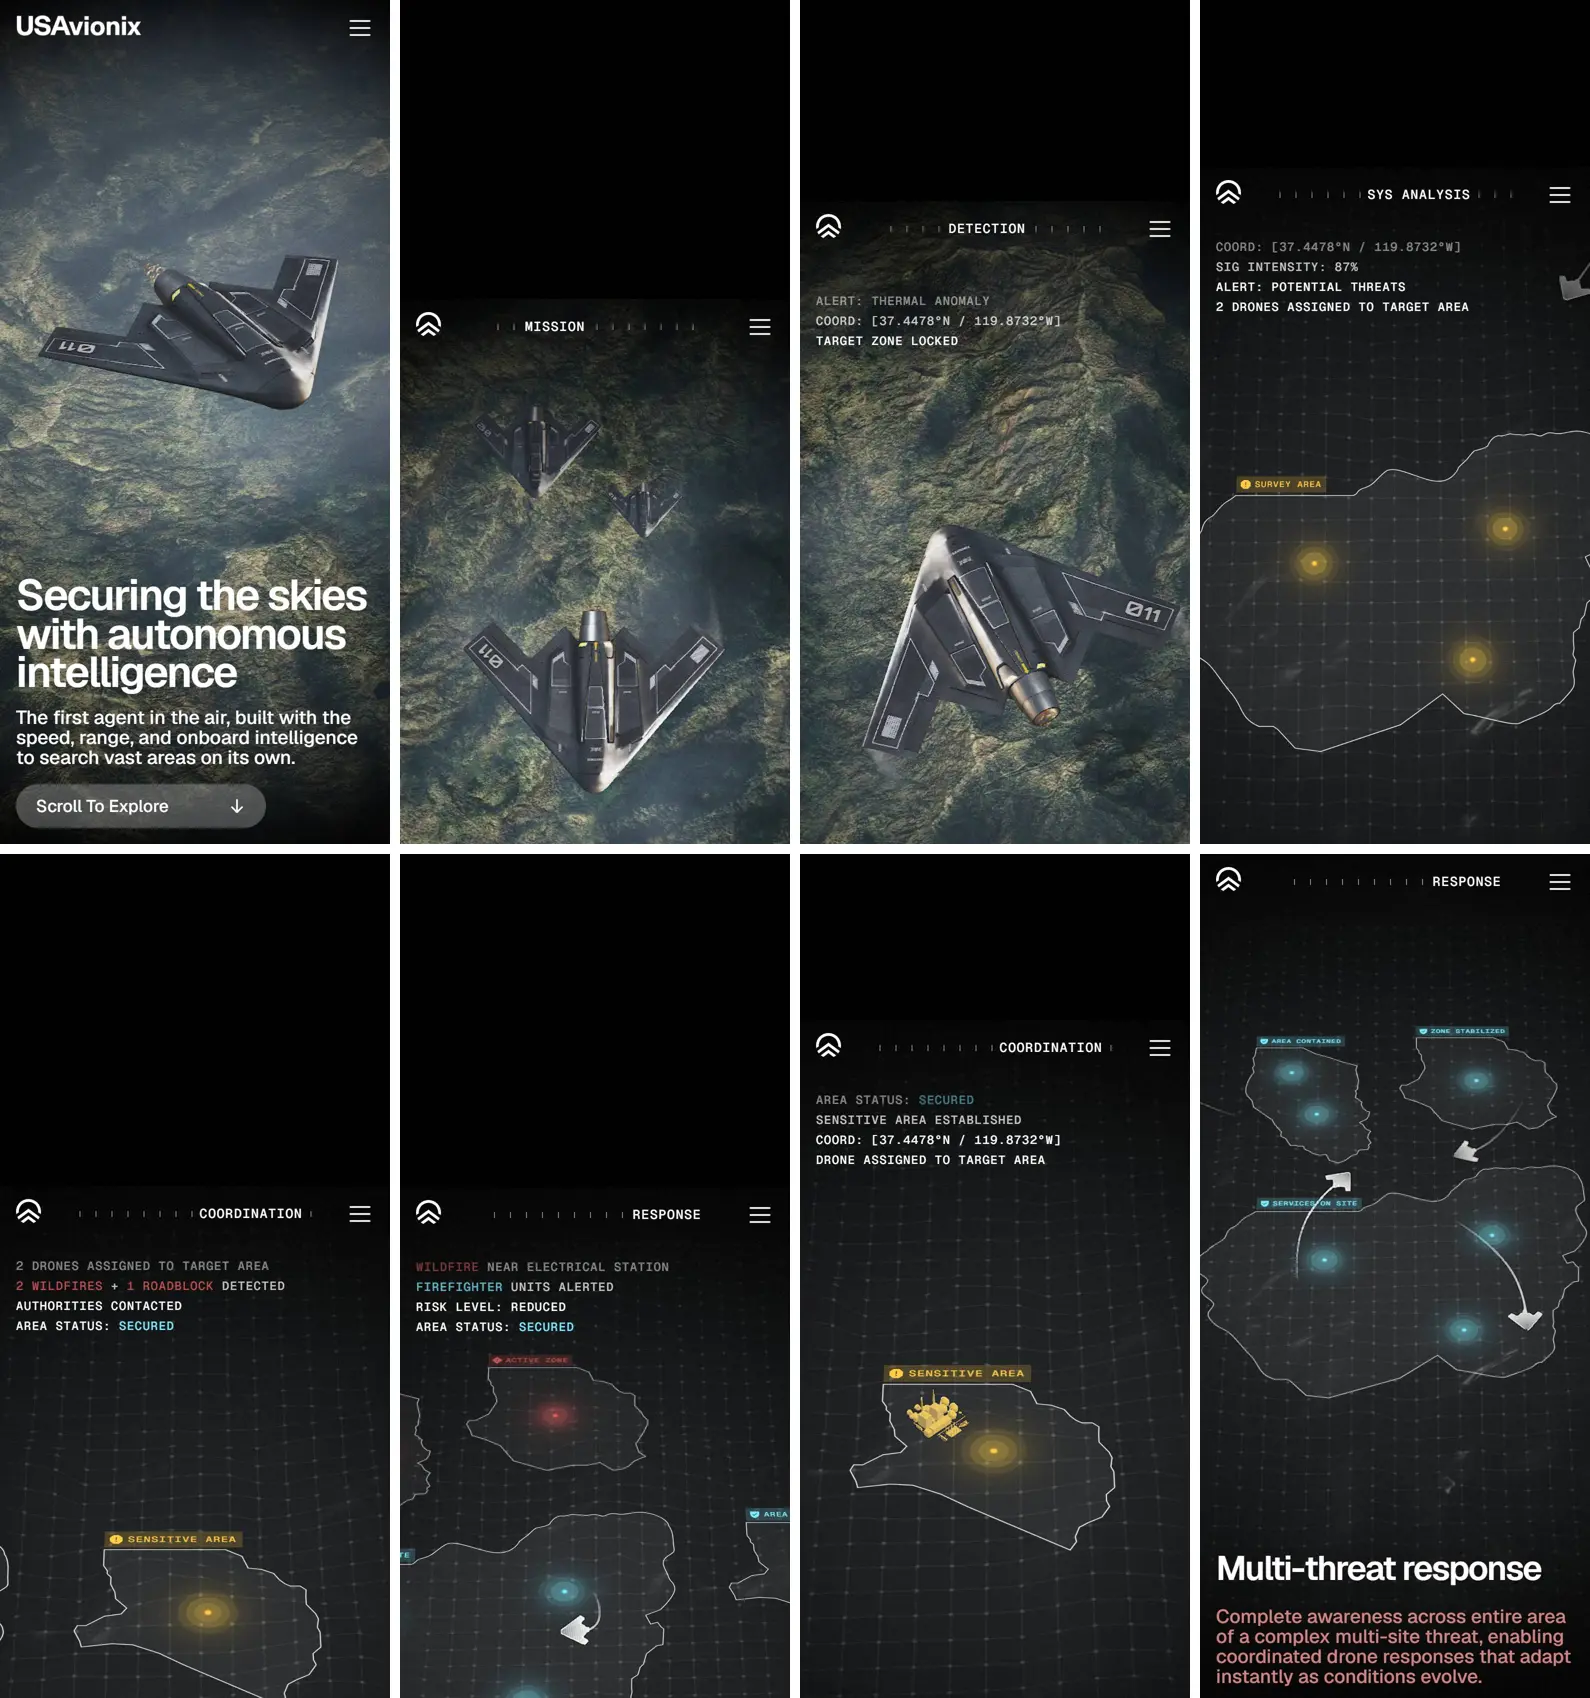 USAvionix
Securing the skies
with autonomous
intelligence
The first agent in the air, built with the
speed, range, and onboard intelligence
to search vast areas on its own.
Scroll To Explore
011
MISSION
011
DETECTION
ALERT: THERMAL ANOMALY
COORD: [37.4478°N / 119.8732°W]
TARGET ZONE LOCKED
011
SYS ANALYSIS
COORD: [37.4478°N / 119.8732°W]
SIG INTENSITY: 87%
ALERT: POTENTIAL THREATS
2 DRONES ASSIGNED TO TARGET AREA
SURVEY AREA
COORDINATION
2 DRONES ASSIGNED TO TARGET AREA
2 WILDFIRES + 1 ROADBLOCK DETECTED
AUTHORITIES CONTACTED
AREA STATUS: SECURED
SENSITIVE AREA
RESPONSE
WILDFIRE NEAR ELECTRICAL STATION
FIREFIGHTER UNITS ALERTED
RISK LEVEL: REDUCED
AREA STATUS: SECURED
ACTIVE ZONE
AREA
TE
COORDINATION
AREA STATUS: SECURED
SENSITIVE AREA ESTABLISHED
COORD: [37.4478°N / 119.8732°W]
DRONE ASSIGNED TO TARGET AREA
SENSITIVE AREA
RESPONSE
ZONE STABILIZED
AREA CONTAINED
SERVICES ON SITE
Multi-threat response
Complete awareness across entire area
of a complex multi-site threat, enabling
coordinated drone responses that adapt
instantly as conditions evolve.